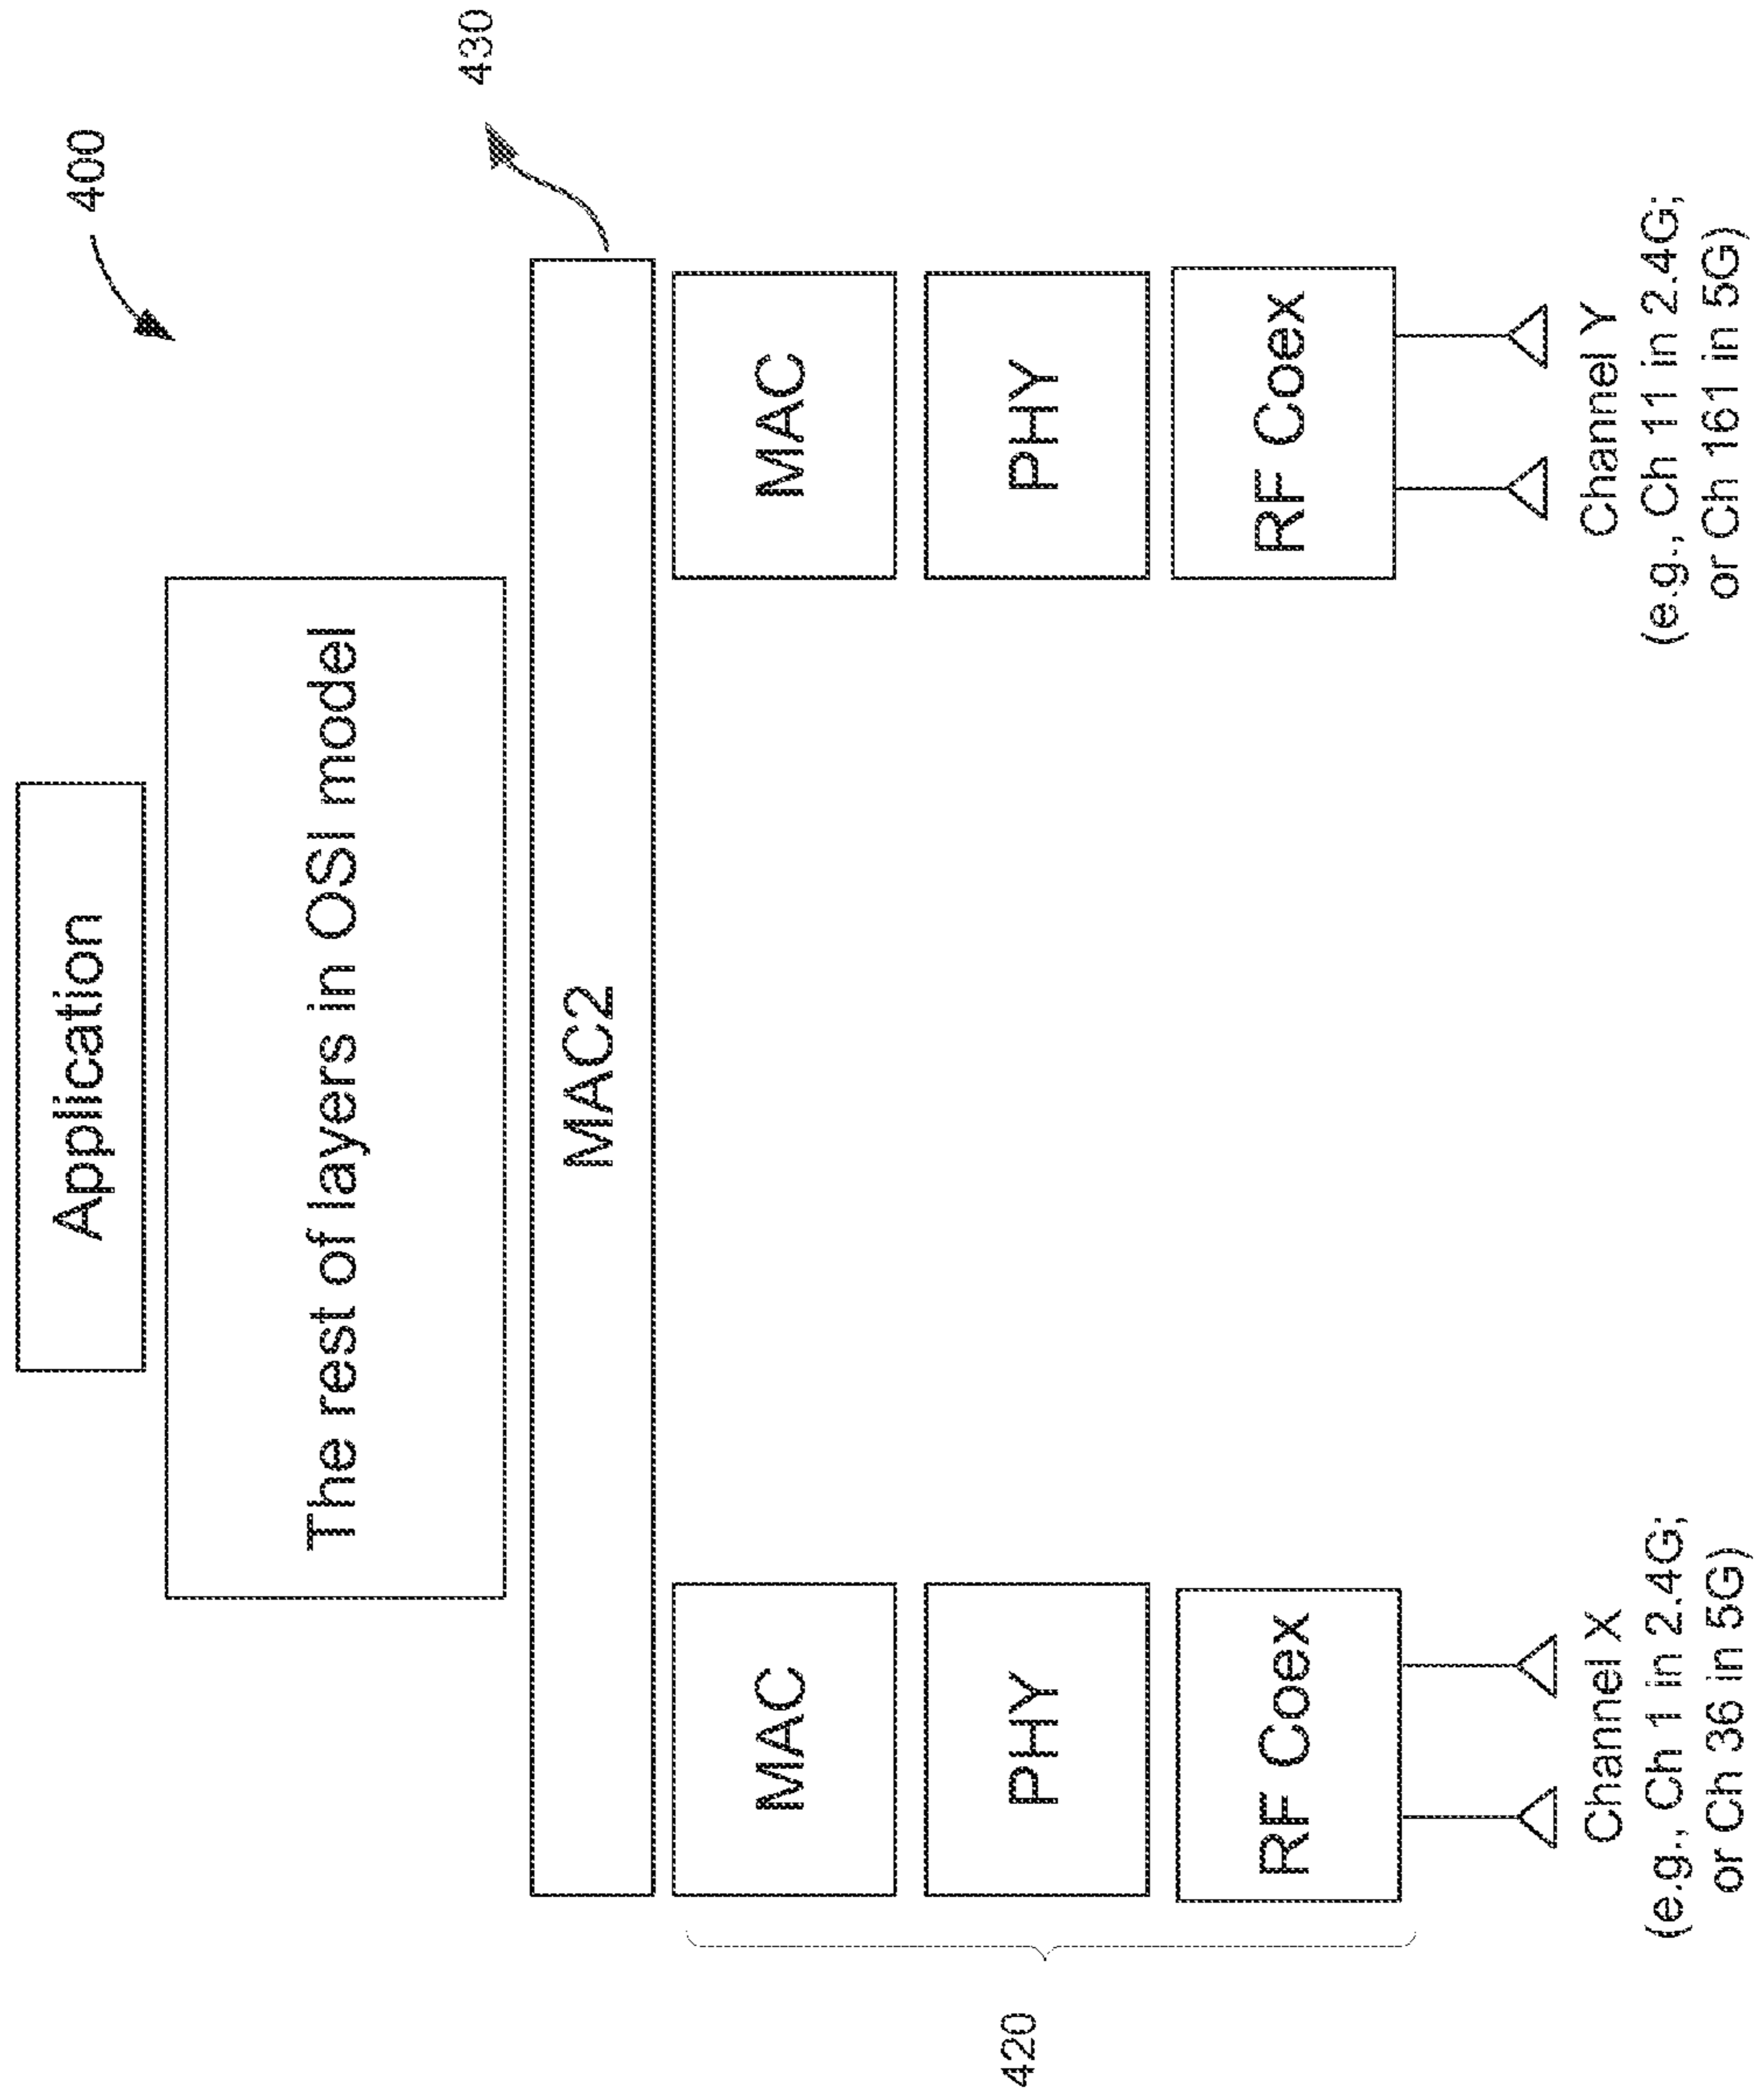 400
Application
The rest of layers in OSI model
430
MAC2
MAC
MAC
420
PHY
PHY
RF Coex
RF Coex
Channel X
(e.g., Ch 1 in 2.4G;
or Ch 36 in 5G)
Channel Y
(e.g., Ch 11 in 2.4G;
or Ch 161 in 5G)